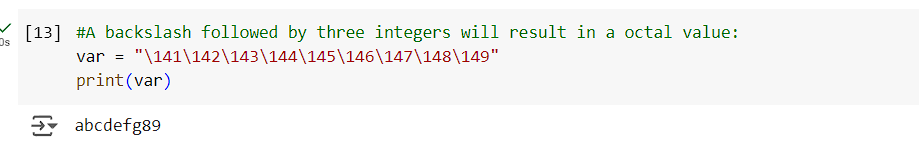 [13] #A backslash followed by three integers will result in a octal value:
var = "\141\142\143\144\145\146\147\148\149"
print(var)
0s
abcdefg89